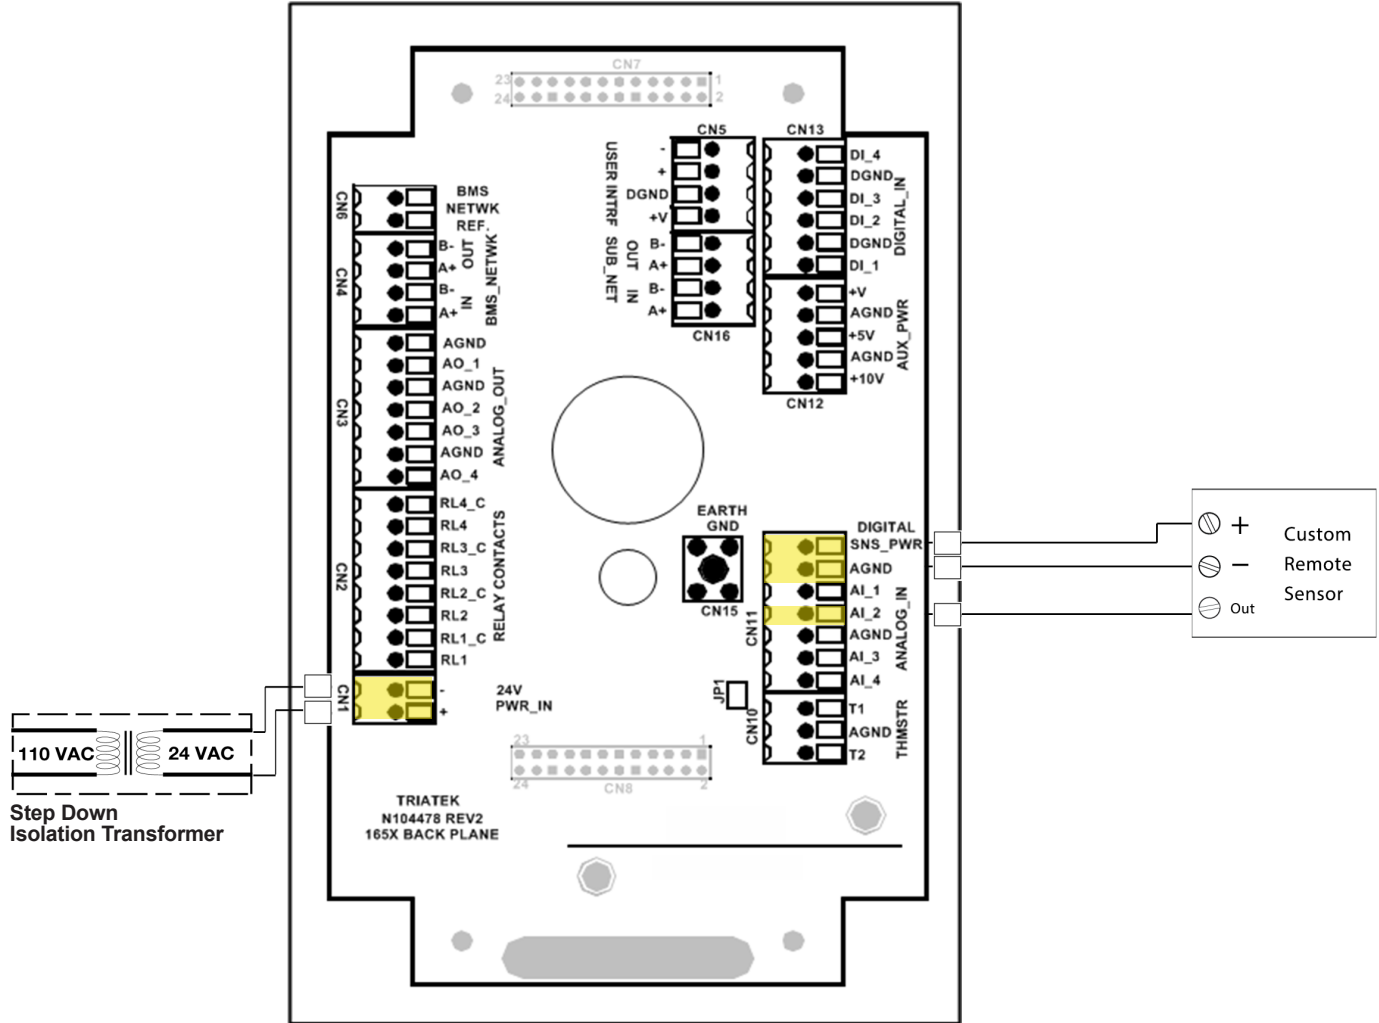 CN7
23
1
24
2
CN5
CN13
-
+
DGND
+V
USER INTRF
B-
A+
B-
A+
OUT
IN
SUB_NET
CN16
DI_4
DGND
DI_3
DI_2
DGND
DI_1
DIGITAL_IN
+V
AGND
+5V
AGND
+10V
AUX_PWR
CN12
CN6
BMS
NETWK
REF.
CN4
B-
A+
B-
A+
OUT
IN
BMS_NETWK
CN3
AGND
AO_1
AGND
AO_2
AO_3
AGND
AO_4
ANALOG_OUT
CN2
RL4_C
RL4
RL3_C
RL3
RL2_C
RL2
RL1_C
RL1
RELAY CONTACTS
EARTH
GND
CN15
DIGITAL
SNS_PWR
AGND
AI_1
AI_2
AGND
AI_3
AI_4
ANALOG_IN
CN11
+
Custom
−
Remote
Sensor
Out
CN1
-
+
24V
PWR_IN
JP1
CN10
T1
AGND
T2
THMSTR
110 VAC
24 VAC
Step Down
Isolation Transformer
23
1
24
2
CN8
TRIATEK
N104478 REV2
165X BACK PLANE